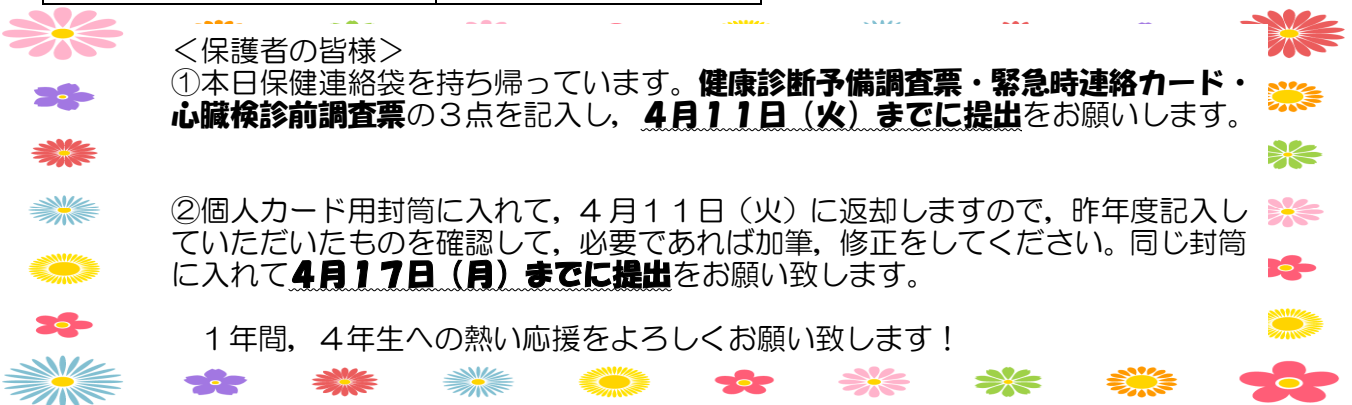 ＜保護者の皆様＞
①本日保健連絡袋を持ち帰っています。健康診断予備調査票・緊急時連絡カード・
心臓検診前調査票の３点を記入し，４月１１日（火）までに提出をお願いします。
②個人カード用封筒に入れて，４月１１日（火）に返却しますので，昨年度記入し
ていただいたものを確認して，必要であれば加筆，修正をしてください。同じ封筒
に入れて４月１７日（月）までに提出をお願い致します。
１年間，４年生への熱い応援をよろしくお願い致します！